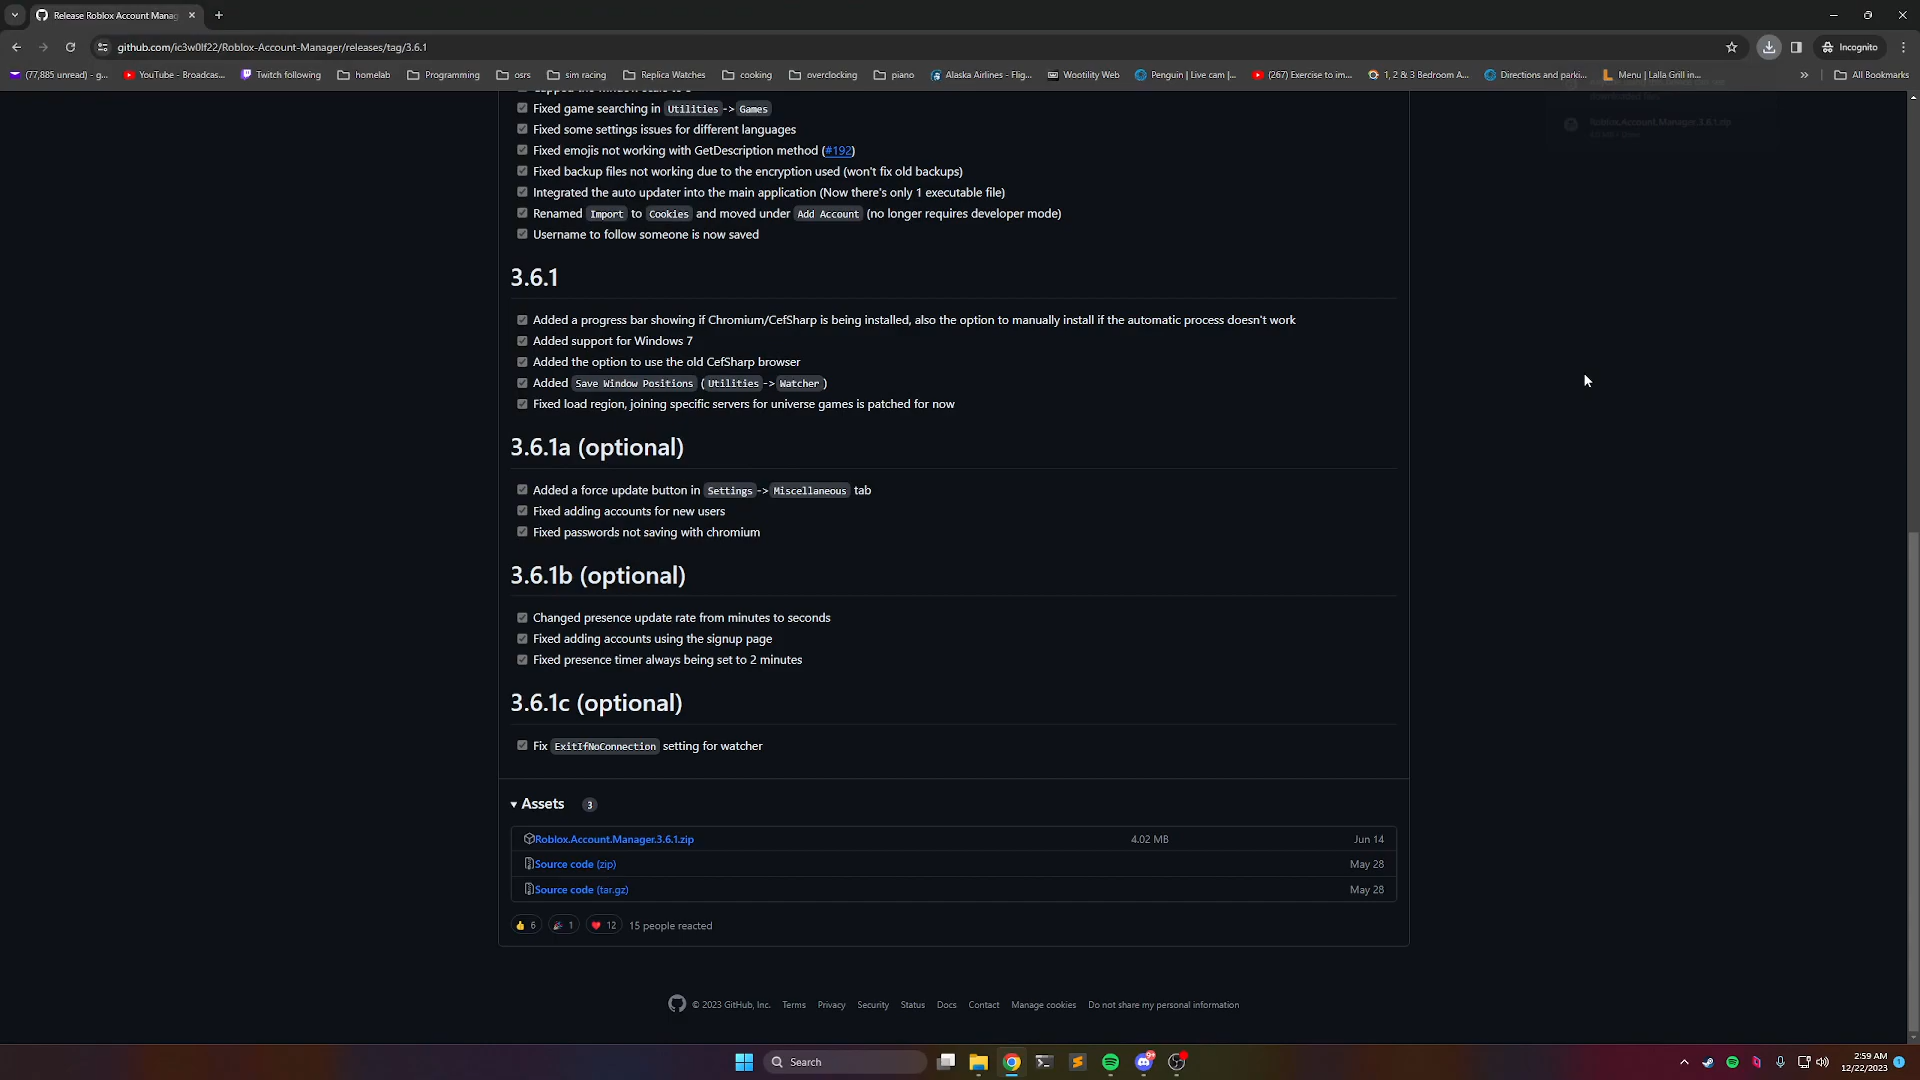 Release Roblox Account Manag
github.com/ic3w0lf22/Roblox-Account-Manager/releases/tag/3.6.1
Incognito
(77,885 unread) - g...
YouTube - Broadcas...
Twitch following
homelab
Programming
osrs
sim racing
Replica Watches
cooking
overclocking
piano
Alaska Airlines - Flig...
Wootility Web
Penguin | Live cam |...
(267) Exercise to im...
1, 2 & 3 Bedroom A...
Directions and parki...
Menu | Lalla Grill in...
All Bookmarks
Roblox.Account.Manager.3.6.1.zip
Fixed game searching in Utilities -> Games
Fixed some settings issues for different languages
Fixed emojis not working with GetDescription method (#192)
Fixed backup files not working due to the encryption used (won't fix old backups)
Integrated the auto updater into the main application (Now there's only 1 executable file)
Renamed Import to Cookies and moved under Add Account (no longer requires developer mode)
Username to follow someone is now saved
3.6.1
Added a progress bar showing if Chromium/CefSharp is being installed, also the option to manually install if the automatic process doesn't work
Added support for Windows 7
Added the option to use the old CefSharp browser
Added Save Window Positions (Utilities -> Watcher)
Fixed load region, joining specific servers for universe games is patched for now
3.6.1a (optional)
Added a force update button in Settings -> Miscellaneous tab
Fixed adding accounts for new users
Fixed passwords not saving with chromium
3.6.1b (optional)
Changed presence update rate from minutes to seconds
Fixed adding accounts using the signup page
Fixed presence timer always being set to 2 minutes
3.6.1c (optional)
Fix ExitIfNoConnection setting for watcher
Assets 3
Roblox.Account.Manager.3.6.1.zip 4.02 MB Jun 14
Source code (zip) May 28
Source code (tar.gz) May 28
6 1 12 15 people reacted
© 2023 GitHub, Inc. Terms Privacy Security Status Docs Contact Manage cookies Do not share my personal information
Search
2:59 AM
12/22/2023